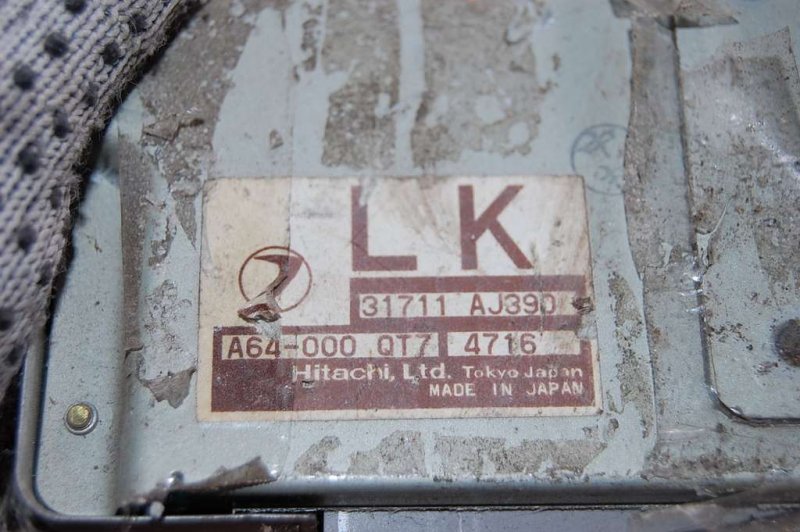 LK
31711 AJ390
A64-000 QT7 4716
Hitachi, Ltd. Tokyo Japan
MADE IN JAPAN